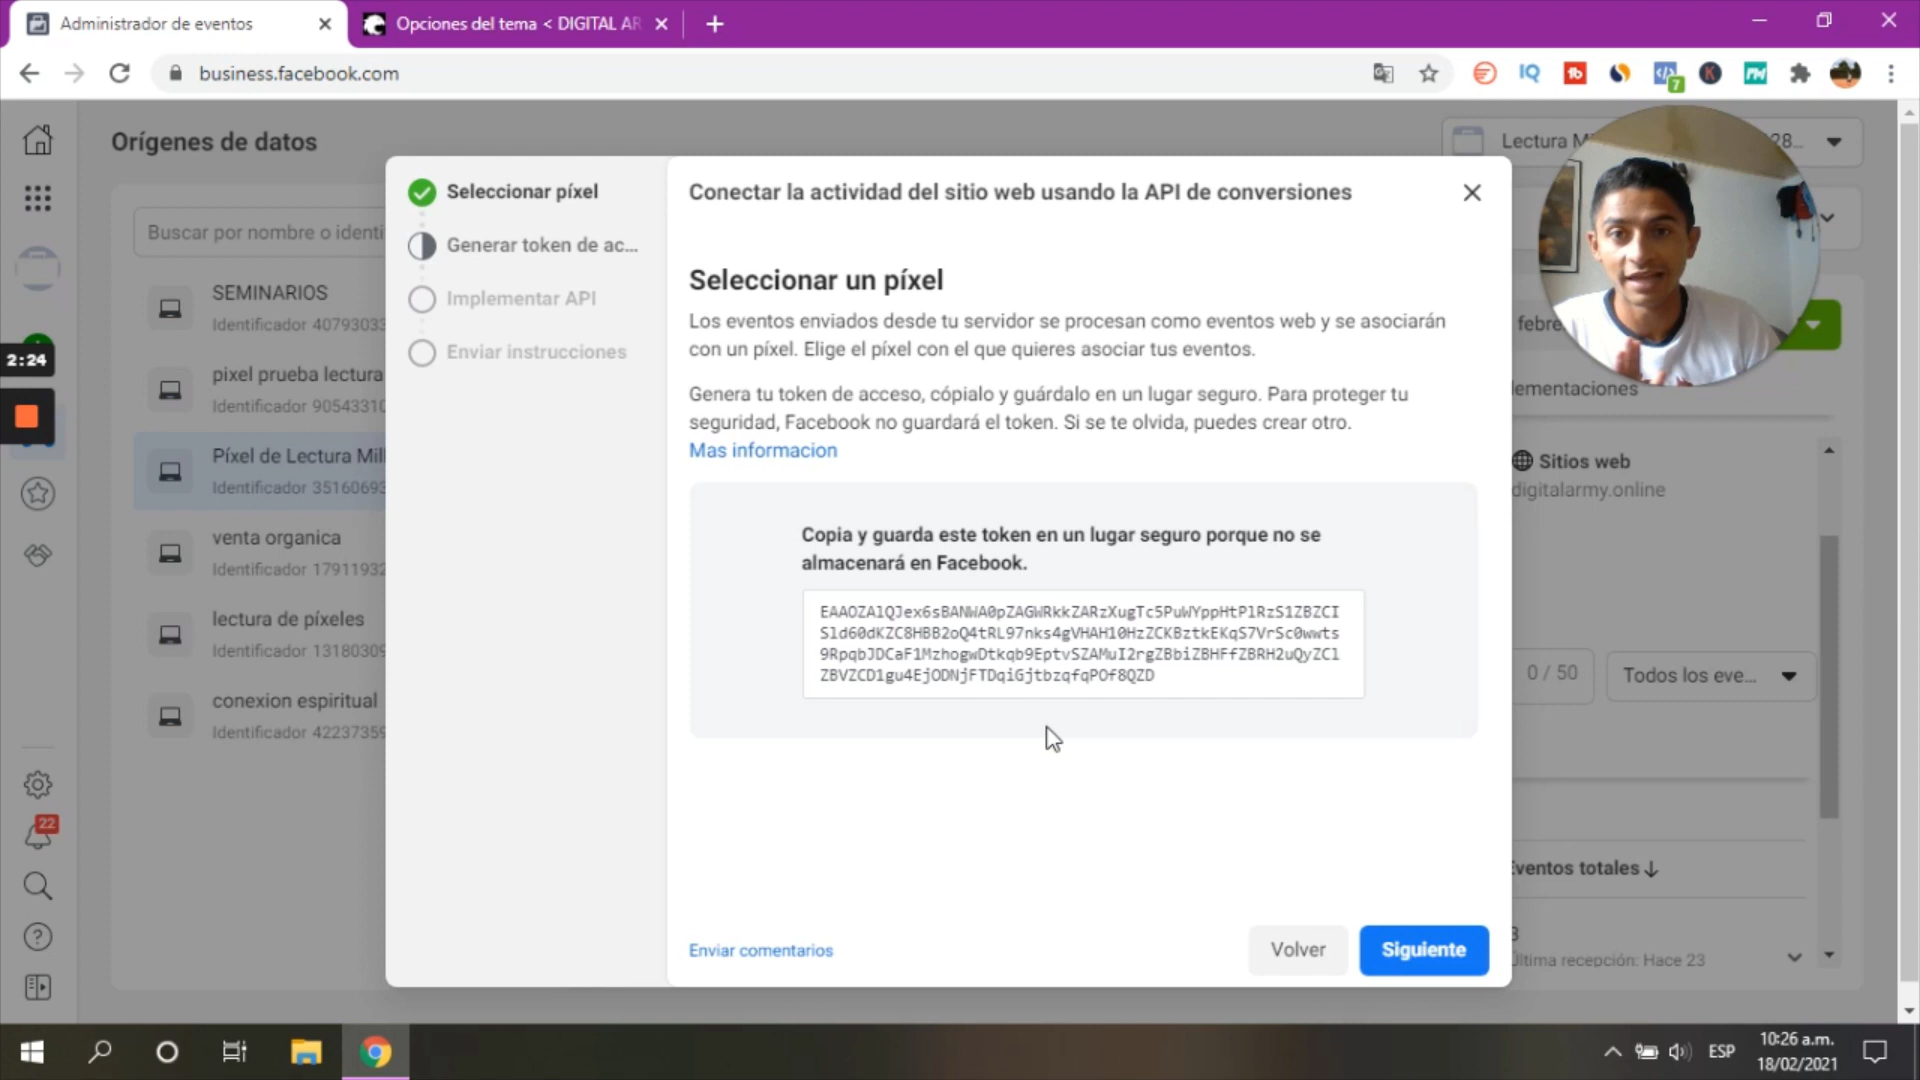 Administrador de eventos
Opciones del tema < DIGITAL AR
business.facebook.com
7
Orígenes de datos
Lectura M
28...
Buscar por nombre o identi
SEMINARIOS
Identificador 40793033
pixel prueba lectura
Identificador 90543310
Píxel de Lectura Mill
Identificador 35160693
venta organica
Identificador 17911932
lectura de píxeles
Identificador 13180309
conexion espiritual
Identificador 42237359
2:24
22
Seleccionar píxel
Generar token de ac...
Implementar API
Enviar instrucciones
Conectar la actividad del sitio web usando la API de conversiones
Seleccionar un píxel
Los eventos enviados desde tu servidor se procesan como eventos web y se asociarán
con un píxel. Elige el píxel con el que quieres asociar tus eventos.
Genera tu token de acceso, cópialo y guárdalo en un lugar seguro. Para proteger tu
seguridad, Facebook no guardará el token. Si se te olvida, puedes crear otro.
Mas informacion
Copia y guarda este token en un lugar seguro porque no se
almacenará en Facebook.
Enviar comentarios
Volver
Siguiente
febre
lementaciones
Sitios web
digitalarmy.online
0 / 50
Todos los eve...
Eventos totales
Última recepción: Hace 23
ESP
10:26 a.m.
18/02/2021